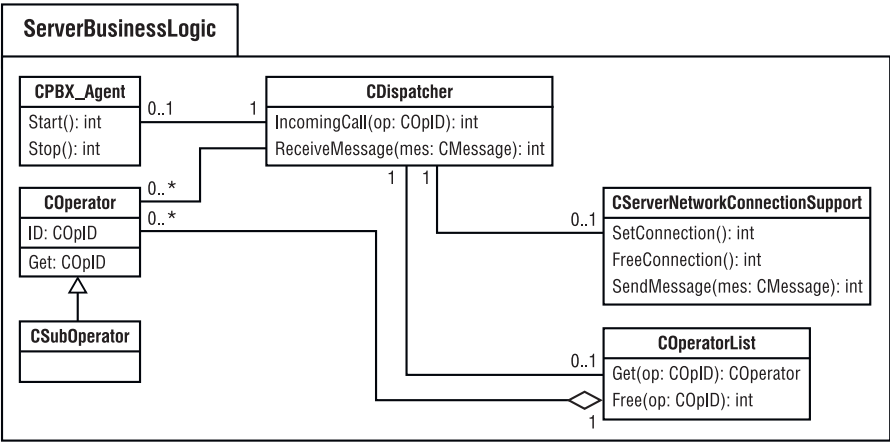 ServerBusinessLogic
CPBX_Agent
Start(): int
Stop(): int
0..1
1
CDispatcher
IncomingCall(op: COpID): int
ReceiveMessage(mes: CMessage): int
COperator
ID: COpID
Get: COpID
0..*
0..*
1
1
CSubOperator
0..1
CServerNetworkConnectionSupport
SetConnection(): int
FreeConnection(): int
SendMessage(mes: CMessage): int
0..1
COperatorList
Get(op: COpID): COperator
Free(op: COpID): int
1